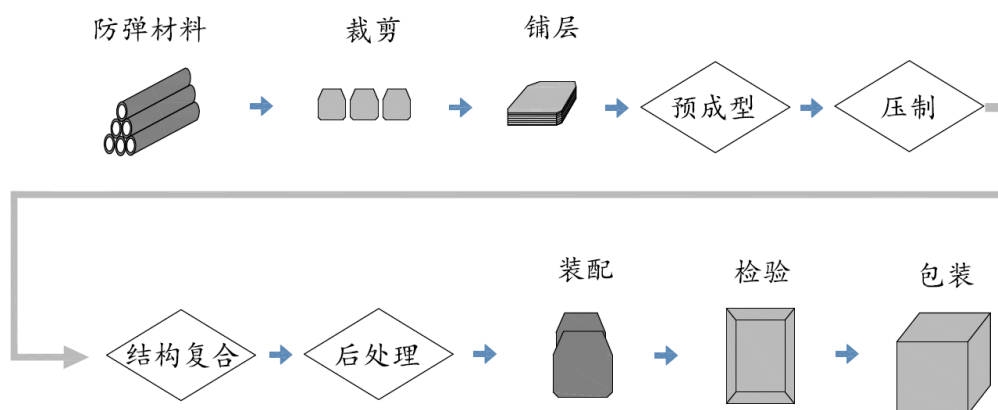 防弹材料
裁剪
铺层
预成型
压制
结构复合
后处理
装配
检验
包装